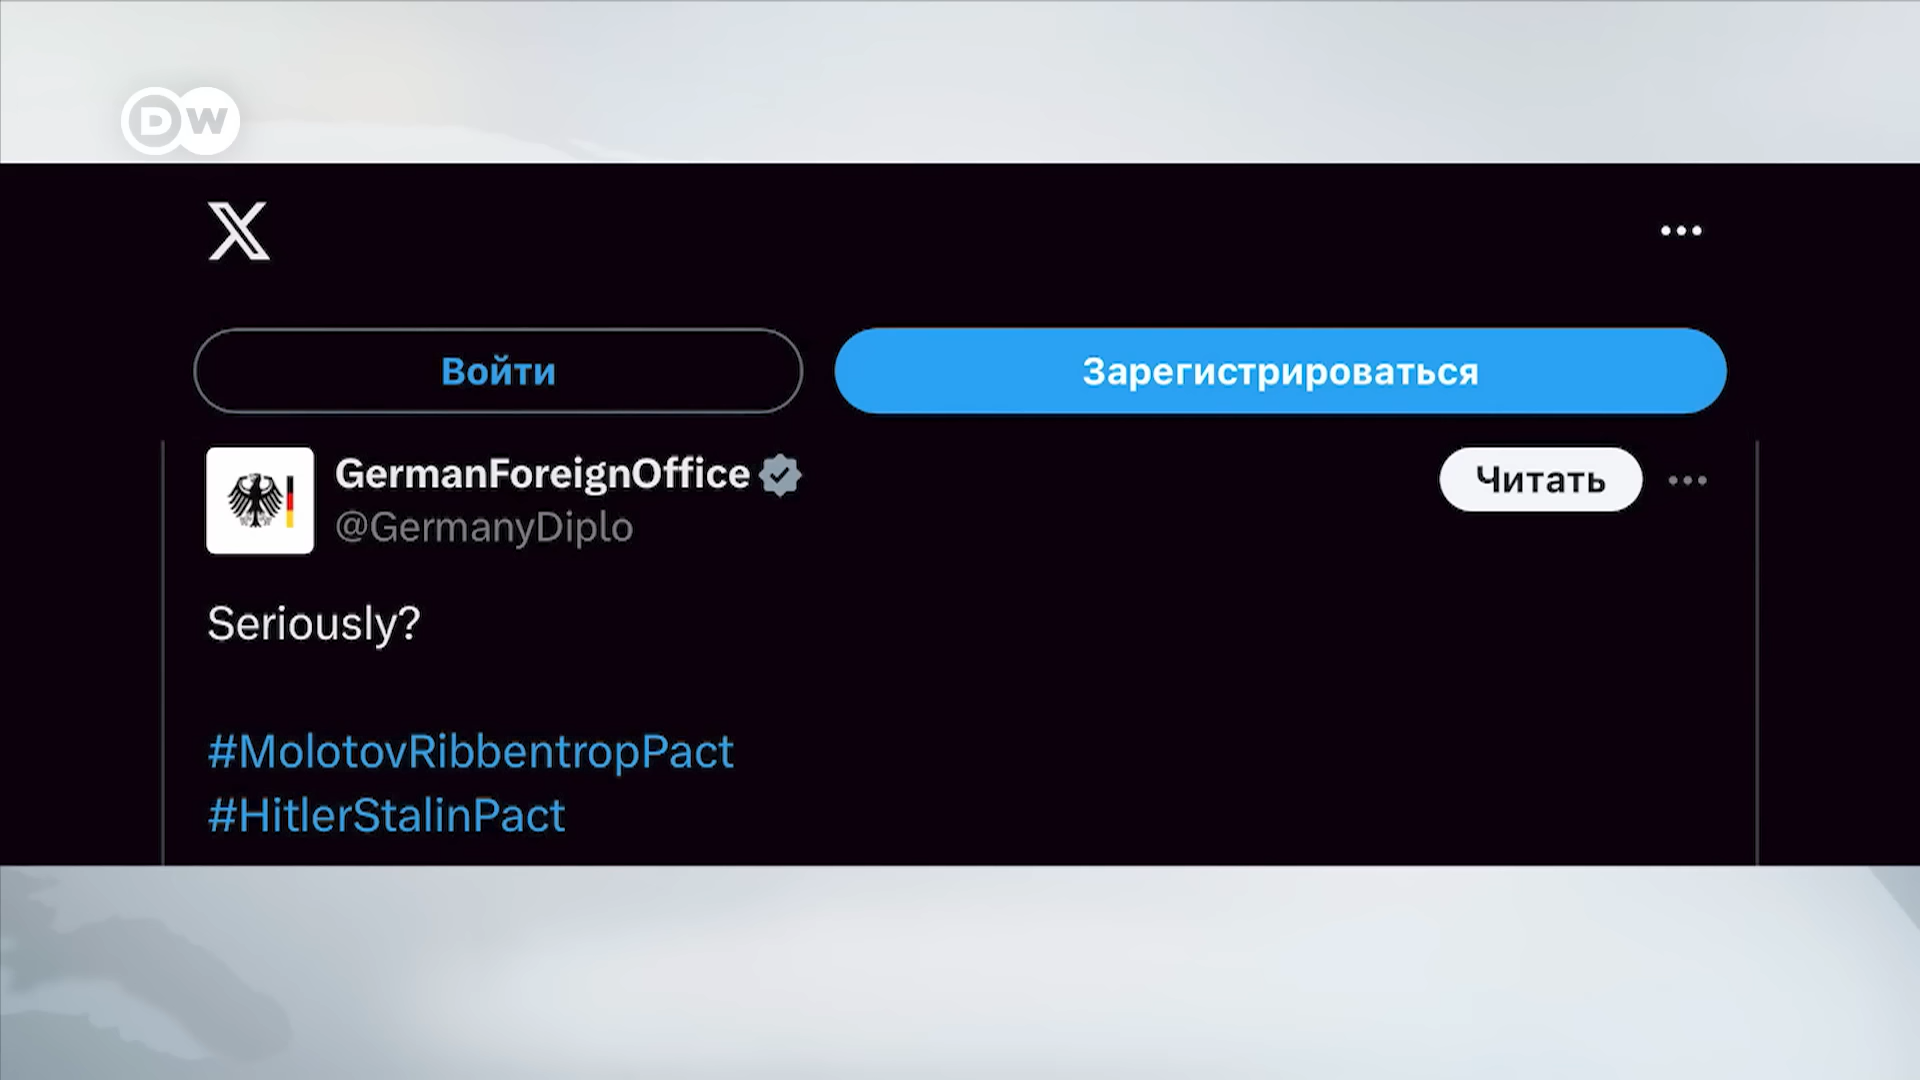 DW
X
Войти
Зарегистрироваться
GermanForeignOffice
Читать
@GermanyDiplo
Seriously?
#MolotovRibbentropPact
#HitlerStalinPact